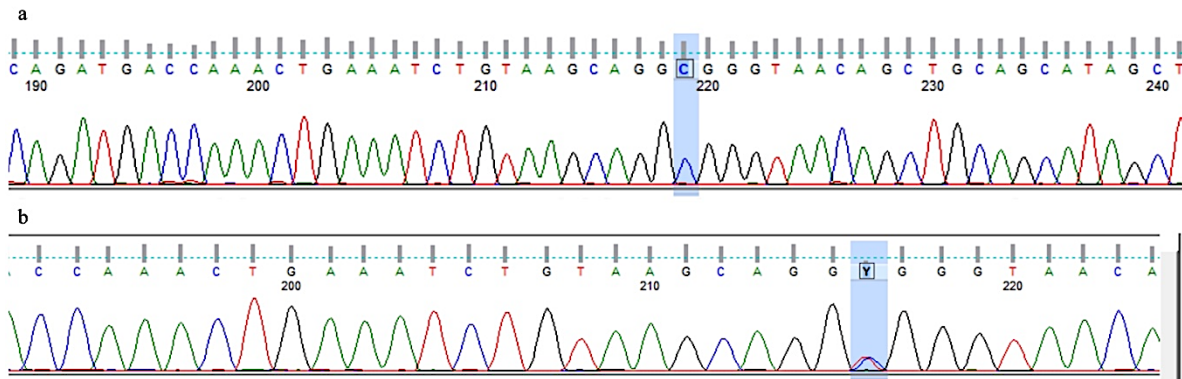 a
C A G A T G A C C A A A C T G A A A T C T G T A A G C A G G C G G G T A A C A G C T G C A G C A T A G C T
190 200 210 220 230 240
b
C C A A A C T G A A A T C T G T A A G C A G G Y G G G T A A C A
200 210 220